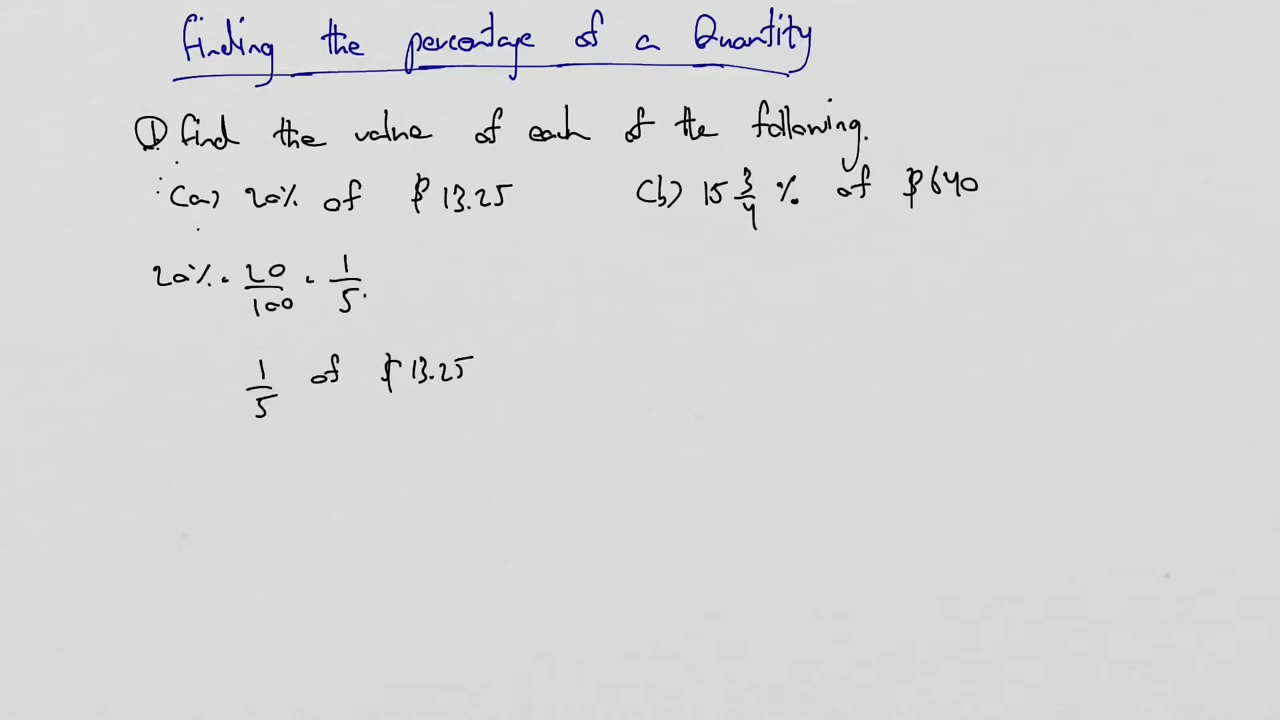 Finding the percentage of a Quantity
① Find the value of each of the following.
(a) 20% of $13.25 (b) 15 3/4 % of $640
20% = 20/100 = 1/5
1/5 of $13.25